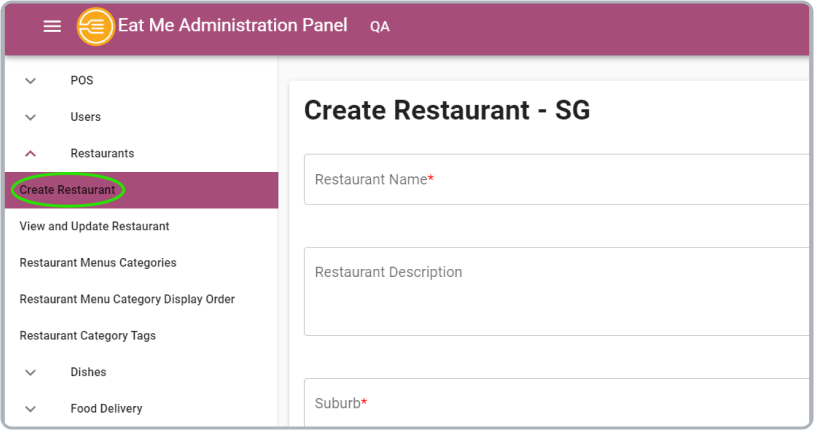 Eat Me Administration Panel QA
POS
Users
Restaurants
Create Restaurant
View and Update Restaurant
Restaurant Menus Categories
Restaurant Menu Category Display Order
Restaurant Category Tags
Dishes
Food Delivery
Create Restaurant - SG
Restaurant Name*
Restaurant Description
Suburb*